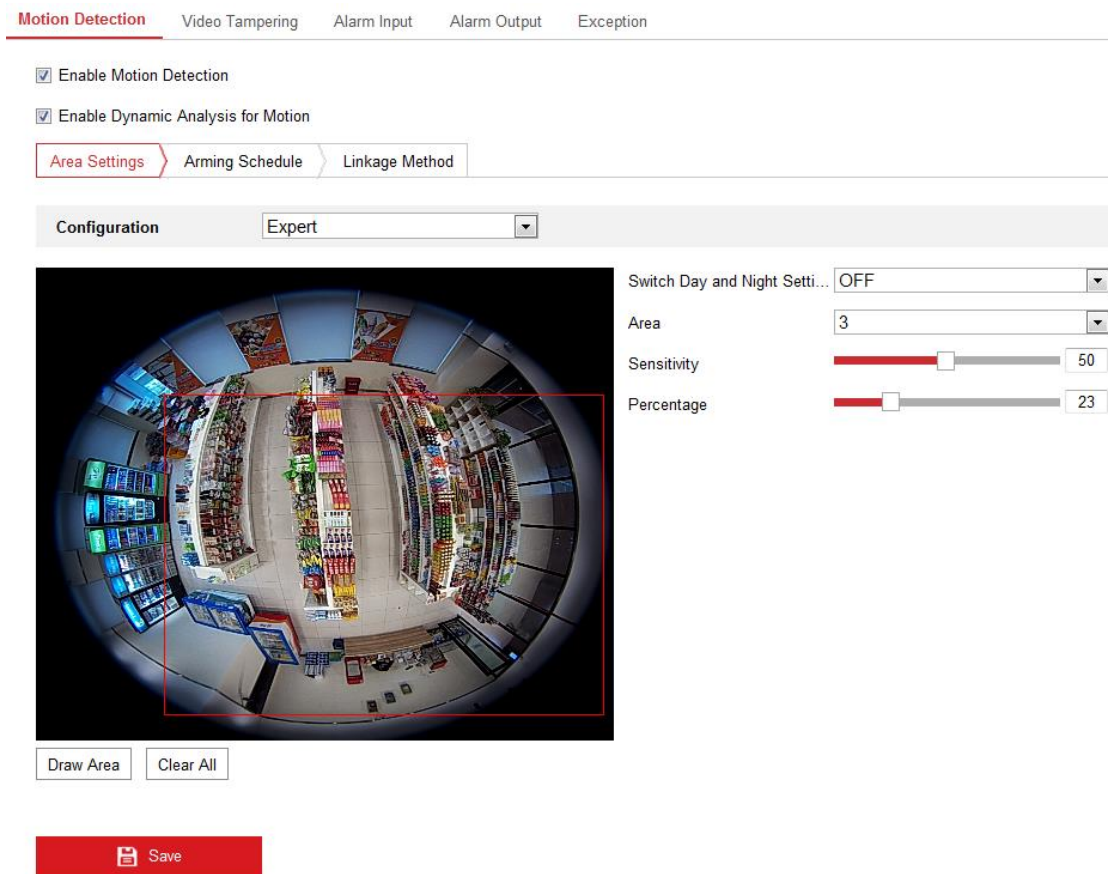 Motion Detection Video Tampering Alarm Input Alarm Output Exception
Enable Motion Detection
Enable Dynamic Analysis for Motion
Area Settings Arming Schedule Linkage Method
Configuration Expert
Switch Day and Night Setti... OFF
Area 3
Sensitivity 50
Percentage 23
Draw Area Clear All
Save